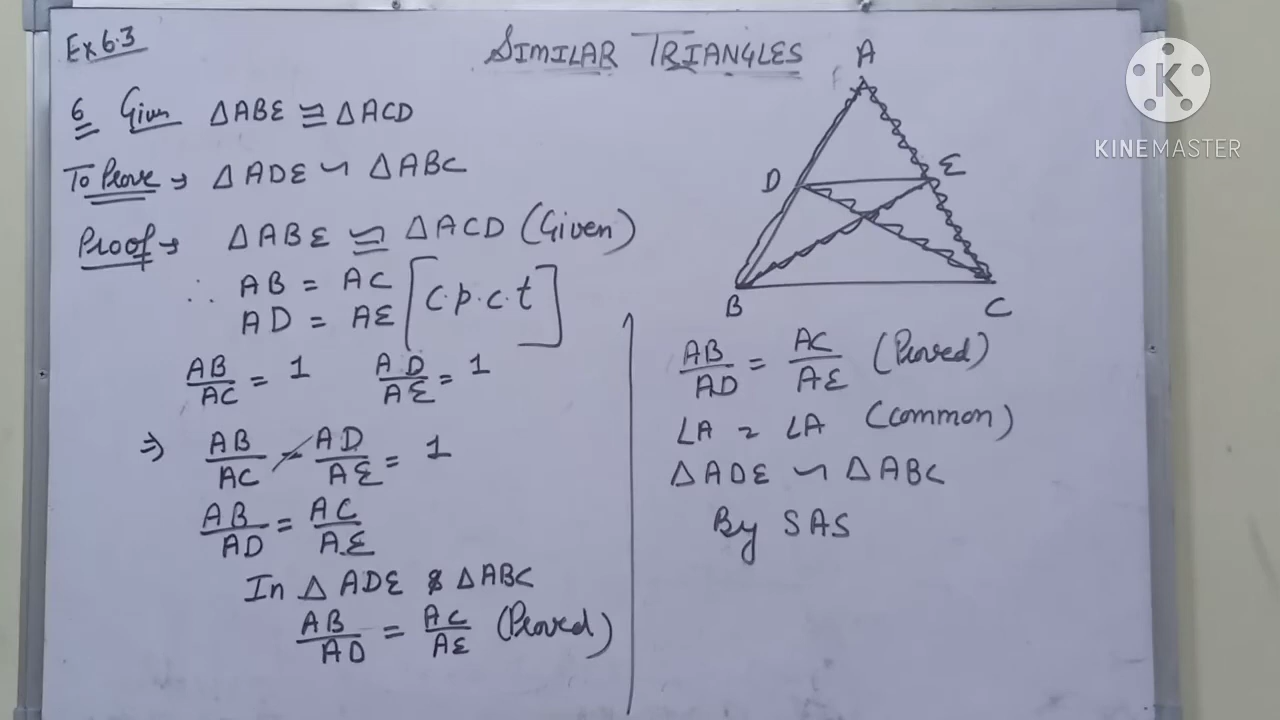 Ex 6.3
SIMILAR TRIANGLES
6 Given ΔABE ≅ ΔACD
To Prove → ΔADE ∽ ΔABC
Proof → ΔABE ≅ ΔACD (Given)
∴ AB = AC
AD = AE [C.p.c.t]
AB/AC = 1 AD/AE = 1
⇒ AB/AC = AD/AE = 1
AB/AD = AC/AE
In Δ ADE & ΔABC
AB/AD = AC/AE (Proved)
A
D
E
B
C
AB/AD = AC/AE (Proved)
∠A = ∠A (Common)
ΔADE ∽ ΔABC
By SAS
K
KINEMASTER